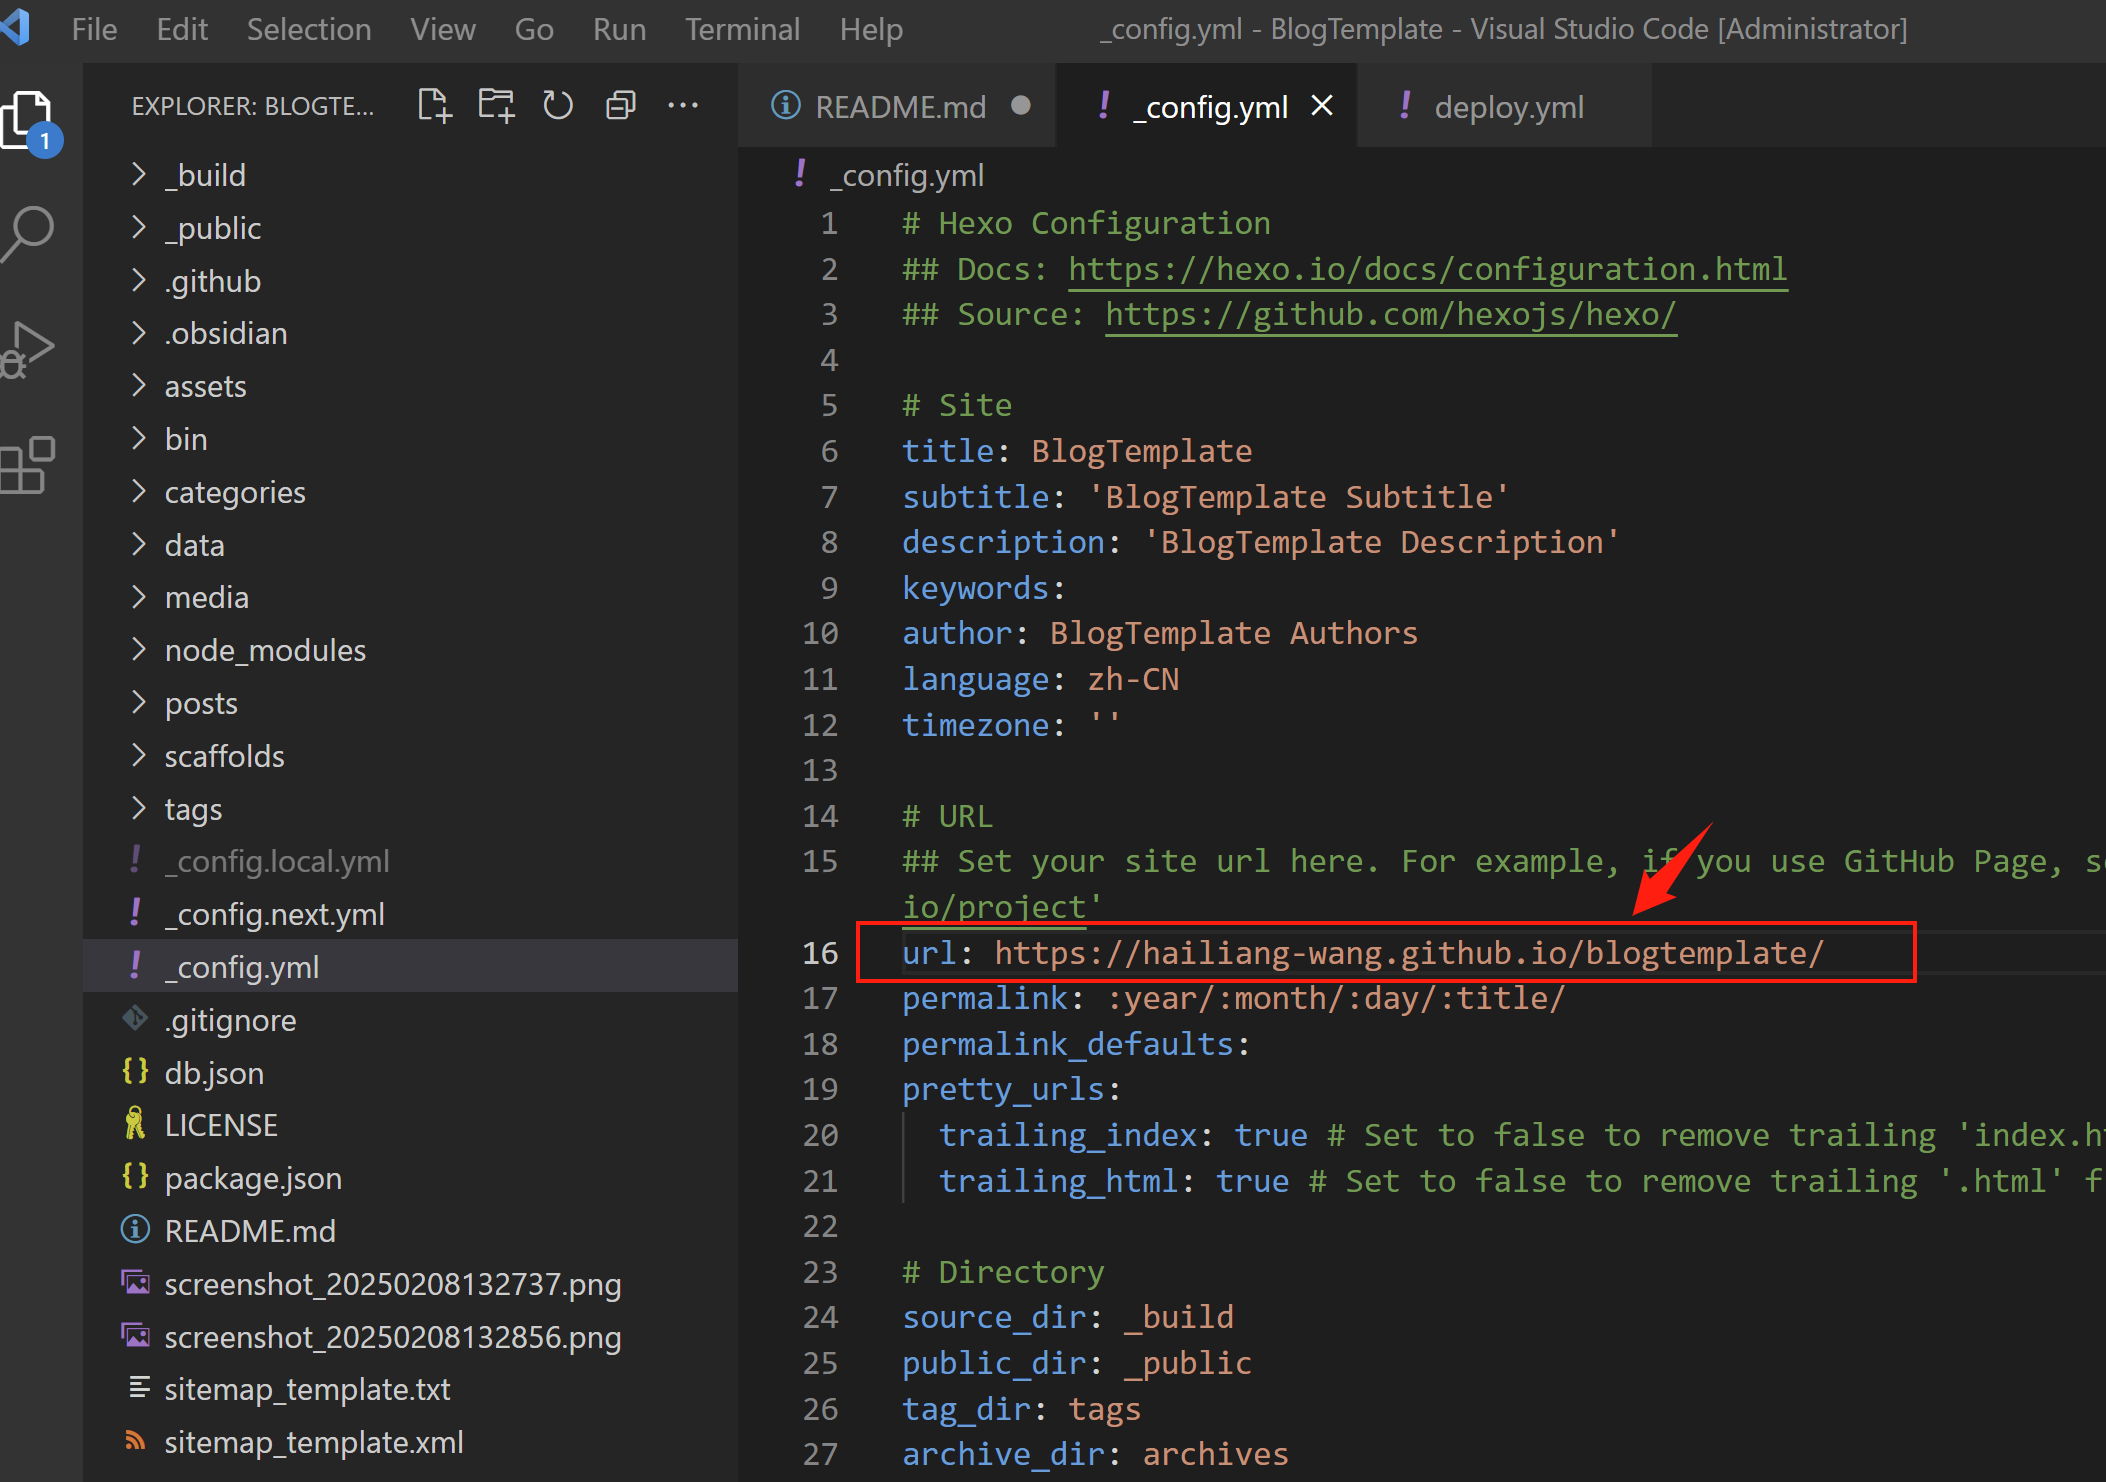 File Edit Selection View Go Run Terminal Help _config.yml - BlogTemplate - Visual Studio Code [Administrator]
1
EXPLORER: BLOGTE...
_build
_public
.github
.obsidian
assets
bin
categories
data
media
node_modules
posts
scaffolds
tags
_config.local.yml
_config.next.yml
_config.yml
.gitignore
db.json
LICENSE
package.json
README.md
screenshot_20250208132737.png
screenshot_20250208132856.png
sitemap_template.txt
sitemap_template.xml
README.md _config.yml deploy.yml
_config.yml
1 # Hexo Configuration
2 ## Docs: https://hexo.io/docs/configuration.html
3 ## Source: https://github.com/hexojs/hexo/
4
5 # Site
6 title: BlogTemplate
7 subtitle: 'BlogTemplate Subtitle'
8 description: 'BlogTemplate Description'
9 keywords:
10 author: BlogTemplate Authors
11 language: zh-CN
12 timezone: ''
13
14 # URL
15 ## Set your site url here. For example, if you use GitHub Page, s
io/project'
16 url: https://hailiang-wang.github.io/blogtemplate/
17 permalink: :year/:month/:day/:title/
18 permalink_defaults:
19 pretty_urls:
20 trailing_index: true # Set to false to remove trailing 'index.h
21 trailing_html: true # Set to false to remove trailing '.html' f
22
23 # Directory
24 source_dir: _build
25 public_dir: _public
26 tag_dir: tags
27 archive_dir: archives